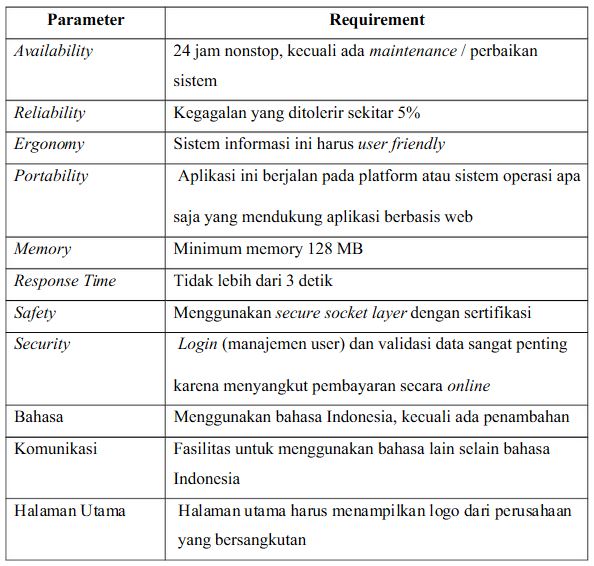 Parameter Requirement
Availability 24 jam nonstop, kecuali ada maintenance / perbaikan
sistem
Reliability Kegagalan yang ditolerir sekitar 5%
Ergonomy Sistem informasi ini harus user friendly
Portability Aplikasi ini berjalan pada platform atau sistem operasi apa
saja yang mendukung aplikasi berbasis web
Memory Minimum memory 128 MB
Response Time Tidak lebih dari 3 detik
Safety Menggunakan secure socket layer dengan sertifikasi
Security Login (manajemen user) dan validasi data sangat penting
karena menyangkut pembayaran secara online
Bahasa Menggunakan bahasa Indonesia, kecuali ada penambahan
Komunikasi Fasilitas untuk menggunakan bahasa lain selain bahasa
Indonesia
Halaman Utama Halaman utama harus menampilkan logo dari perusahaan
yang bersangkutan